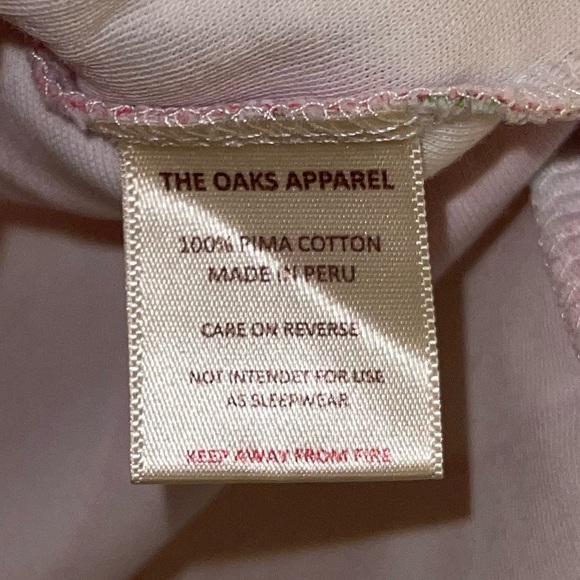 THE OAKS APPAREL
100% PIMA COTTON
MADE IN PERU
CARE ON REVERSE
NOT INTENDET FOR USE
AS SLEEPWEAR
KEEP AWAY FROM FIRE